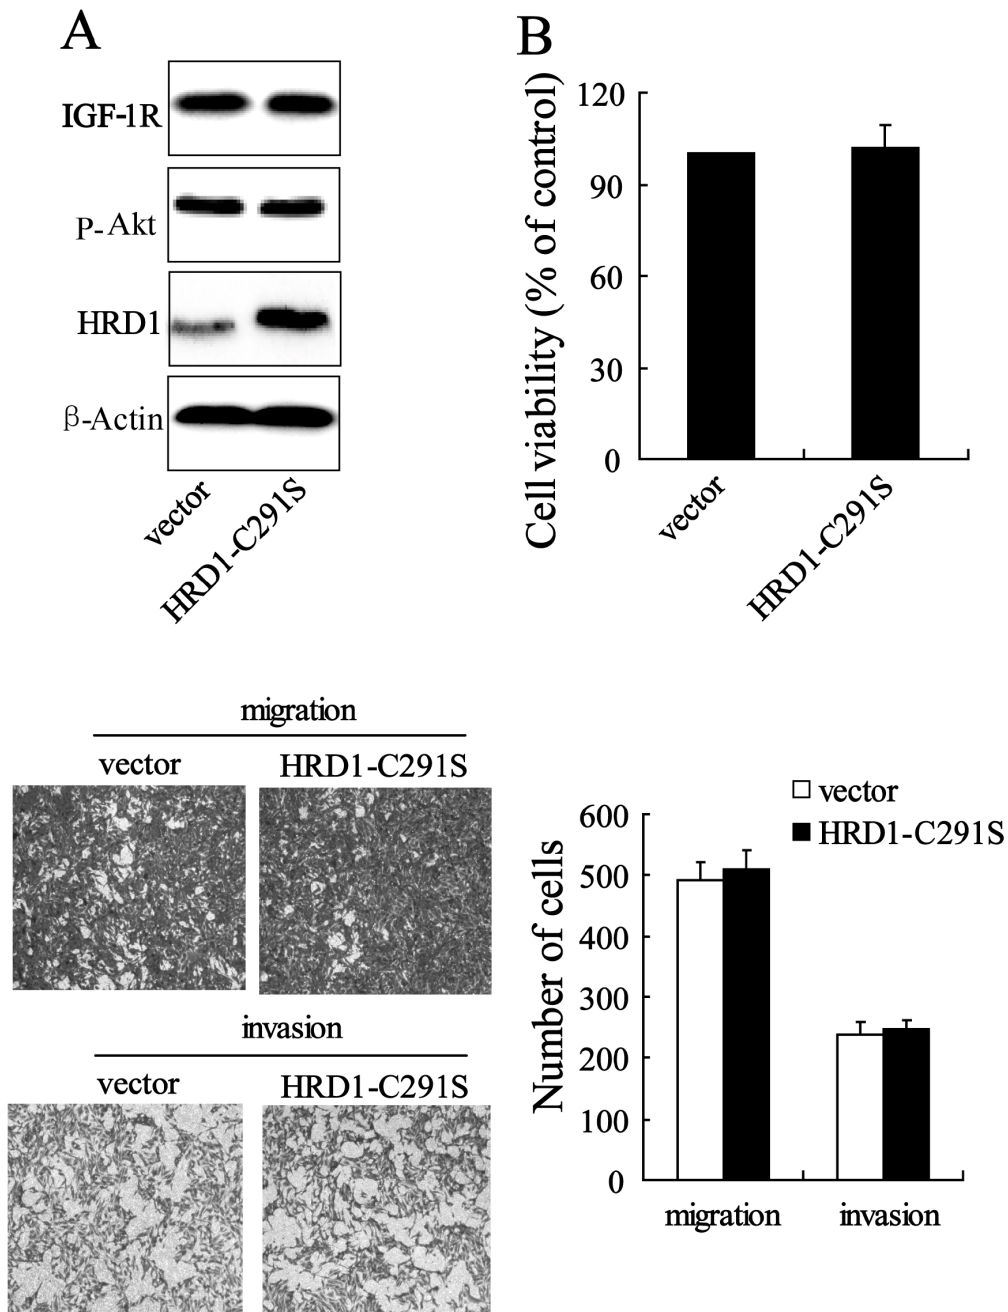 A
IGF-1R
P-Akt
HRD1
β-Actin
vector
HRD1-C291S
B
Cell viability (% of control)
120
90
60
30
0
vector
HRD1-C291S
migration
vector
HRD1-C291S
invasion
vector
HRD1-C291S
vector
HRD1-C291S
Number of cells
600
500
400
300
200
100
0
migration
invasion